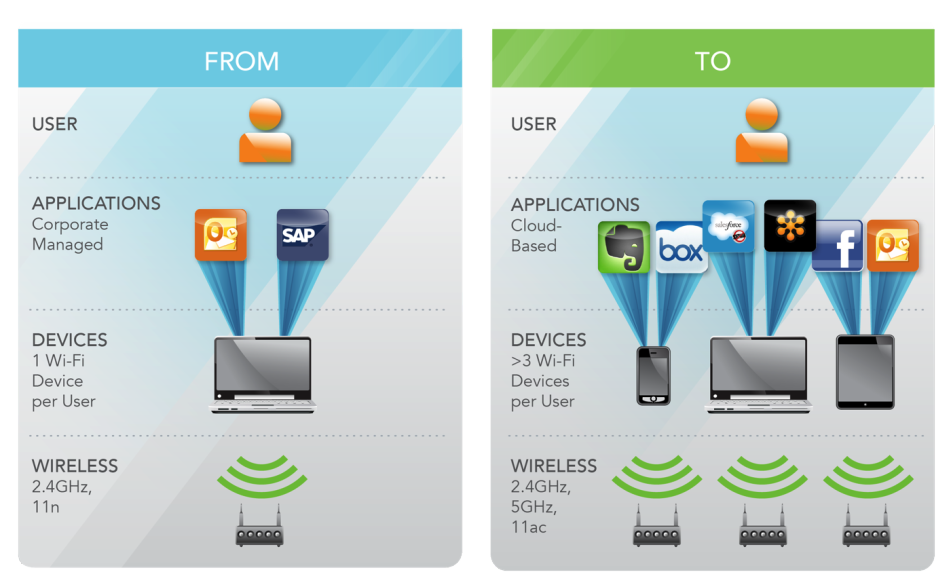 FROM
USER
APPLICATIONS
Corporate
Managed
SAP
DEVICES
1 Wi-Fi
Device
per User
WIRELESS
2.4GHz,
11n
TO
USER
APPLICATIONS
Cloud-
Based
box
salesforce
f
DEVICES
>3 Wi-Fi
Devices
per User
WIRELESS
2.4GHz,
5GHz,
11ac